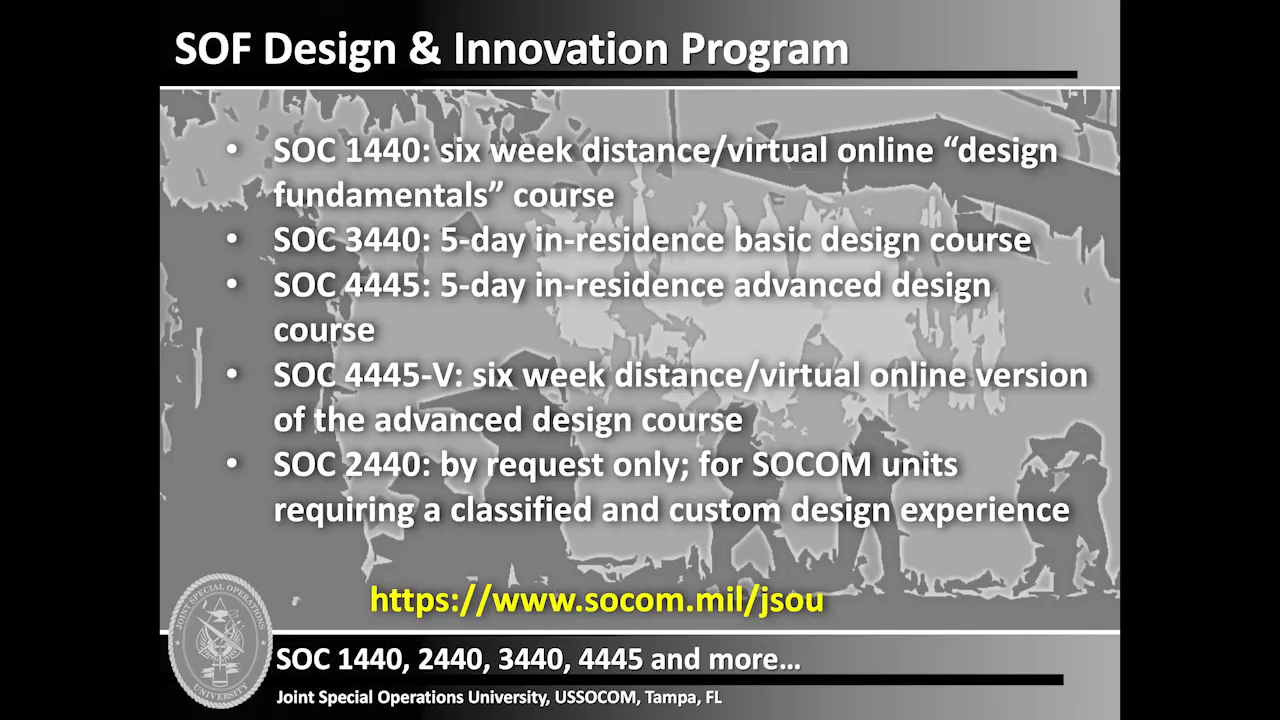 SOF Design & Innovation Program
• SOC 1440: six week distance/virtual online “design
fundamentals” course
• SOC 3440: 5-day in-residence basic design course
• SOC 4445: 5-day in-residence advanced design
course
• SOC 4445-V: six week distance/virtual online version
of the advanced design course
• SOC 2440: by request only; for SOCOM units
requiring a classified and custom design experience
https://www.socom.mil/jsou
JOINT SPECIAL OPERATIONS
UNIVERSITY
SOC 1440, 2440, 3440, 4445 and more…
Joint Special Operations University, USSOCOM, Tampa, FL